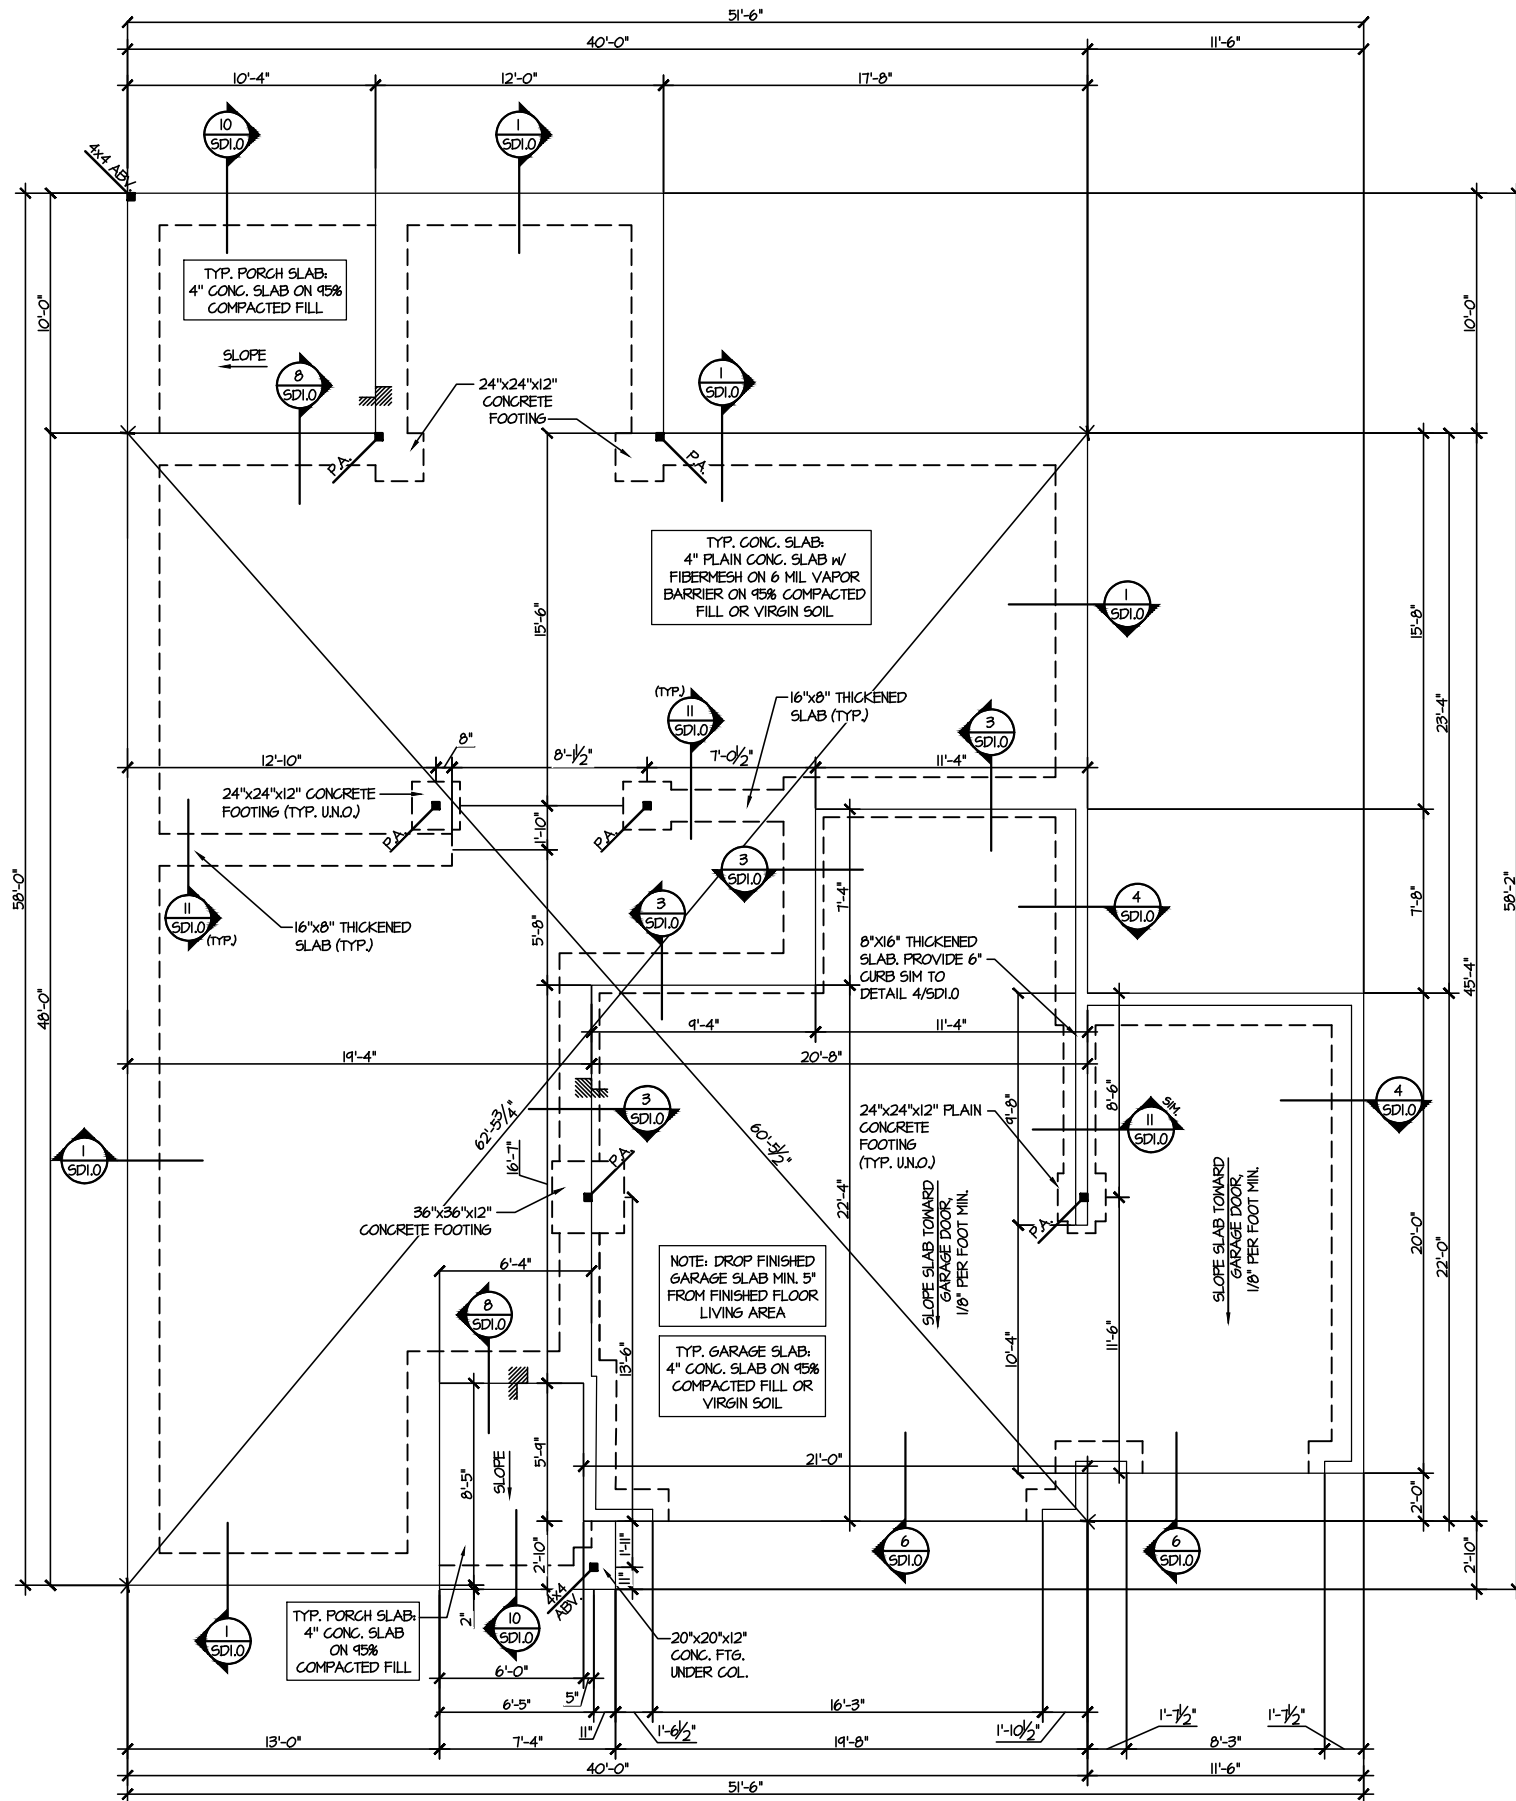 51'-6"
40'-0"
11'-6"
10'-4"
12'-0"
17'-8"
10
SD1.0
1
SD1.0
4x4 ABV.
TYP. PORCH SLAB:
4" CONC. SLAB ON 95%
COMPACTED FILL
10'-0"
10'-0"
SLOPE
8
SD1.0
24"x24"x12"
CONCRETE
FOOTING
1
SD1.0
P.A.
P.A.
TYP. CONC. SLAB:
4" PLAIN CONC. SLAB W/
FIBERMESH ON 6 MIL VAPOR
BARRIER ON 95% COMPACTED
FILL OR VIRGIN SOIL
1
SD1.0
15'-6"
15'-8"
23'-4"
(TYP.)
11
SD1.0
16"x8" THICKENED
SLAB (TYP.)
3
SD1.0
12'-10"
8"
8'-1 1/2"
7'-0 1/2"
11'-4"
24"x24"x12" CONCRETE
FOOTING (TYP. U.N.O.)
P.A.
P.A.
1'-10"
3
SD1.0
3
SD1.0
7'-4"
4
SD1.0
7'-8"
58'-0"
58'-2"
11
SD1.0
(TYP.)
16"x8" THICKENED
SLAB (TYP.)
5'-8"
8"X16" THICKENED
SLAB. PROVIDE 6"
CURB SIM TO
DETAIL 4/SD1.0
45'-4"
48'-0"
9'-4"
11'-4"
19'-4"
20'-8"
3
SD1.0
62'-5 3/4"
60'-5 1/2"
16'-7"
P.A.
24"x24"x12" PLAIN
CONCRETE
FOOTING
(TYP. U.N.O.)
9'-8"
8'-6"
SIM.
11
SD1.0
4
SD1.0
1
SD1.0
36"x36"x12"
CONCRETE FOOTING
22'-4"
P.A.
SLOPE SLAB TOWARD
GARAGE DOOR,
1/8" PER FOOT MIN.
SLOPE SLAB TOWARD
GARAGE DOOR,
1/8" PER FOOT MIN.
20'-0"
22'-0"
NOTE: DROP FINISHED
GARAGE SLAB MIN. 5"
FROM FINISHED FLOOR
LIVING AREA
6'-4"
8
SD1.0
13'-6"
10'-4"
11'-6"
TYP. GARAGE SLAB:
4" CONC. SLAB ON 95%
COMPACTED FILL OR
VIRGIN SOIL
21'-0"
8'-5"
SLOPE
5'-9"
2'-0"
2'-10"
2'-10"
1'-11"
11"
6
SD1.0
6
SD1.0
4x4
ABV.
2"
1
SD1.0
TYP. PORCH SLAB:
4" CONC. SLAB
ON 95%
COMPACTED FILL
10
SD1.0
20"x20"x12"
CONC. FTG.
UNDER COL.
6'-0"
5"
6'-5"
11"
1'-6 1/2"
16'-3"
1'-10 1/2"
1'-7 1/2"
1'-7 1/2"
13'-0"
7'-4"
19'-8"
8'-3"
40'-0"
11'-6"
51'-6"